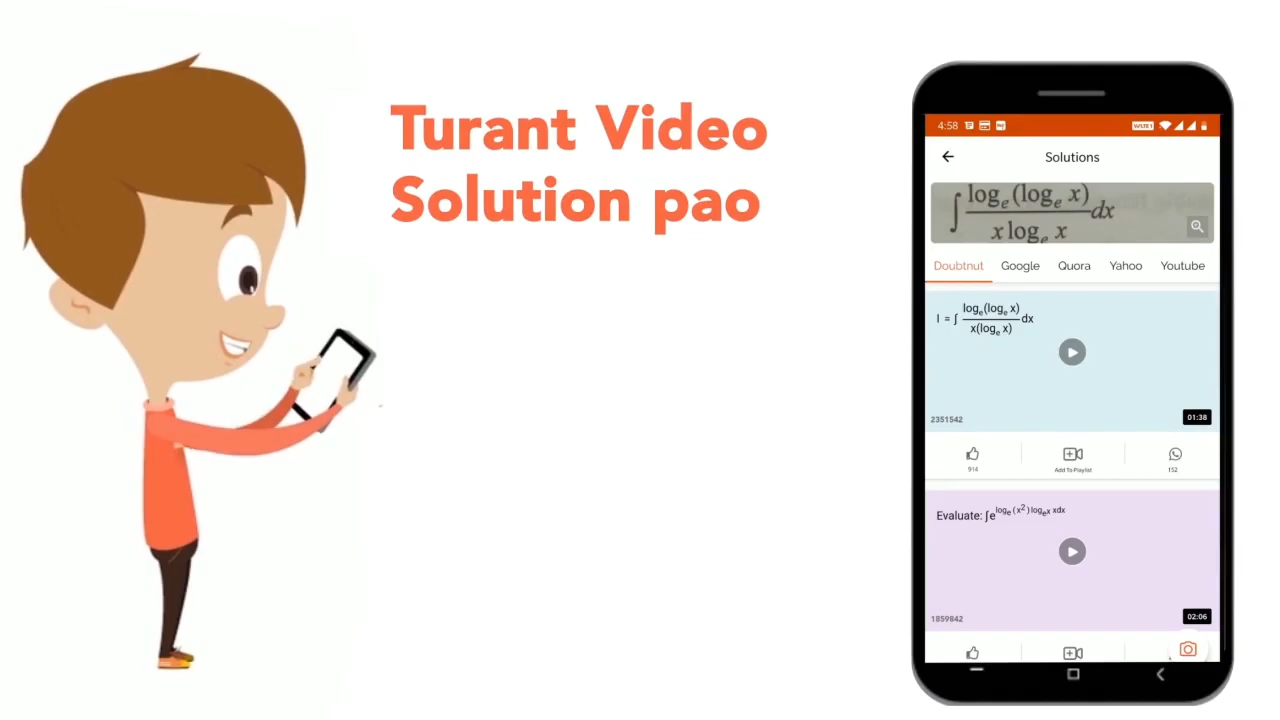 Turant Video
Solution pao
4:58
VoLTE1
Solutions
∫ logₑ(logₑ x) / x logₑ x dx
Doubtnut Google Quora Yahoo Youtube
I = ∫ logₑ(logₑ x) / x(logₑ x) dx
2351542 01:38
914 Add To Playlist 152
Evaluate: ∫e^logₑ(x²)logₑx xdx
1859842 02:06